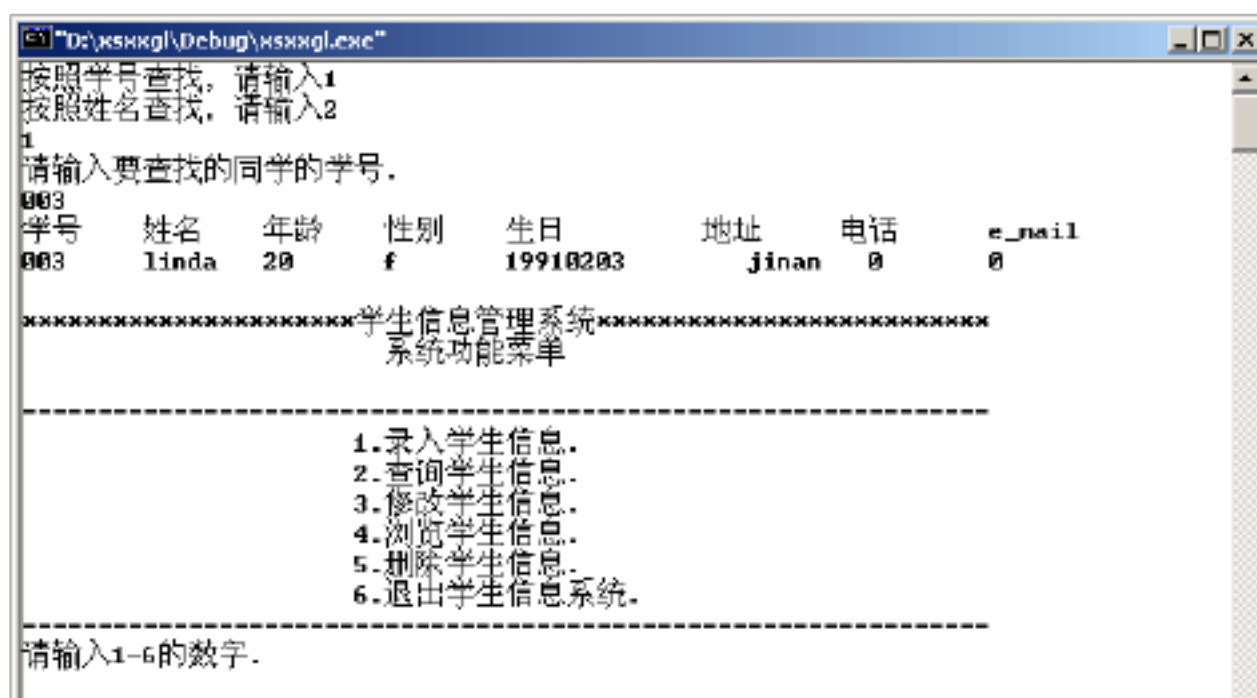 "D:\xsxxgl\Debug\xsxxgl.exe"
按照学号查找，请输入1
按照姓名查找，请输入2
1
请输入要查找的同学的学号.
003
学号 姓名 年龄 性别 生日 地址 电话 e_mail
003 linda 20 f 19910203 jinan 0 0
**********************学生信息管理系统**************************
系统功能菜单
----------------------------------------------------------------
1.录入学生信息.
2.查询学生信息.
3.修改学生信息.
4.浏览学生信息.
5.删除学生信息.
6.退出学生信息系统.
----------------------------------------------------------------
请输入1-6的数字.